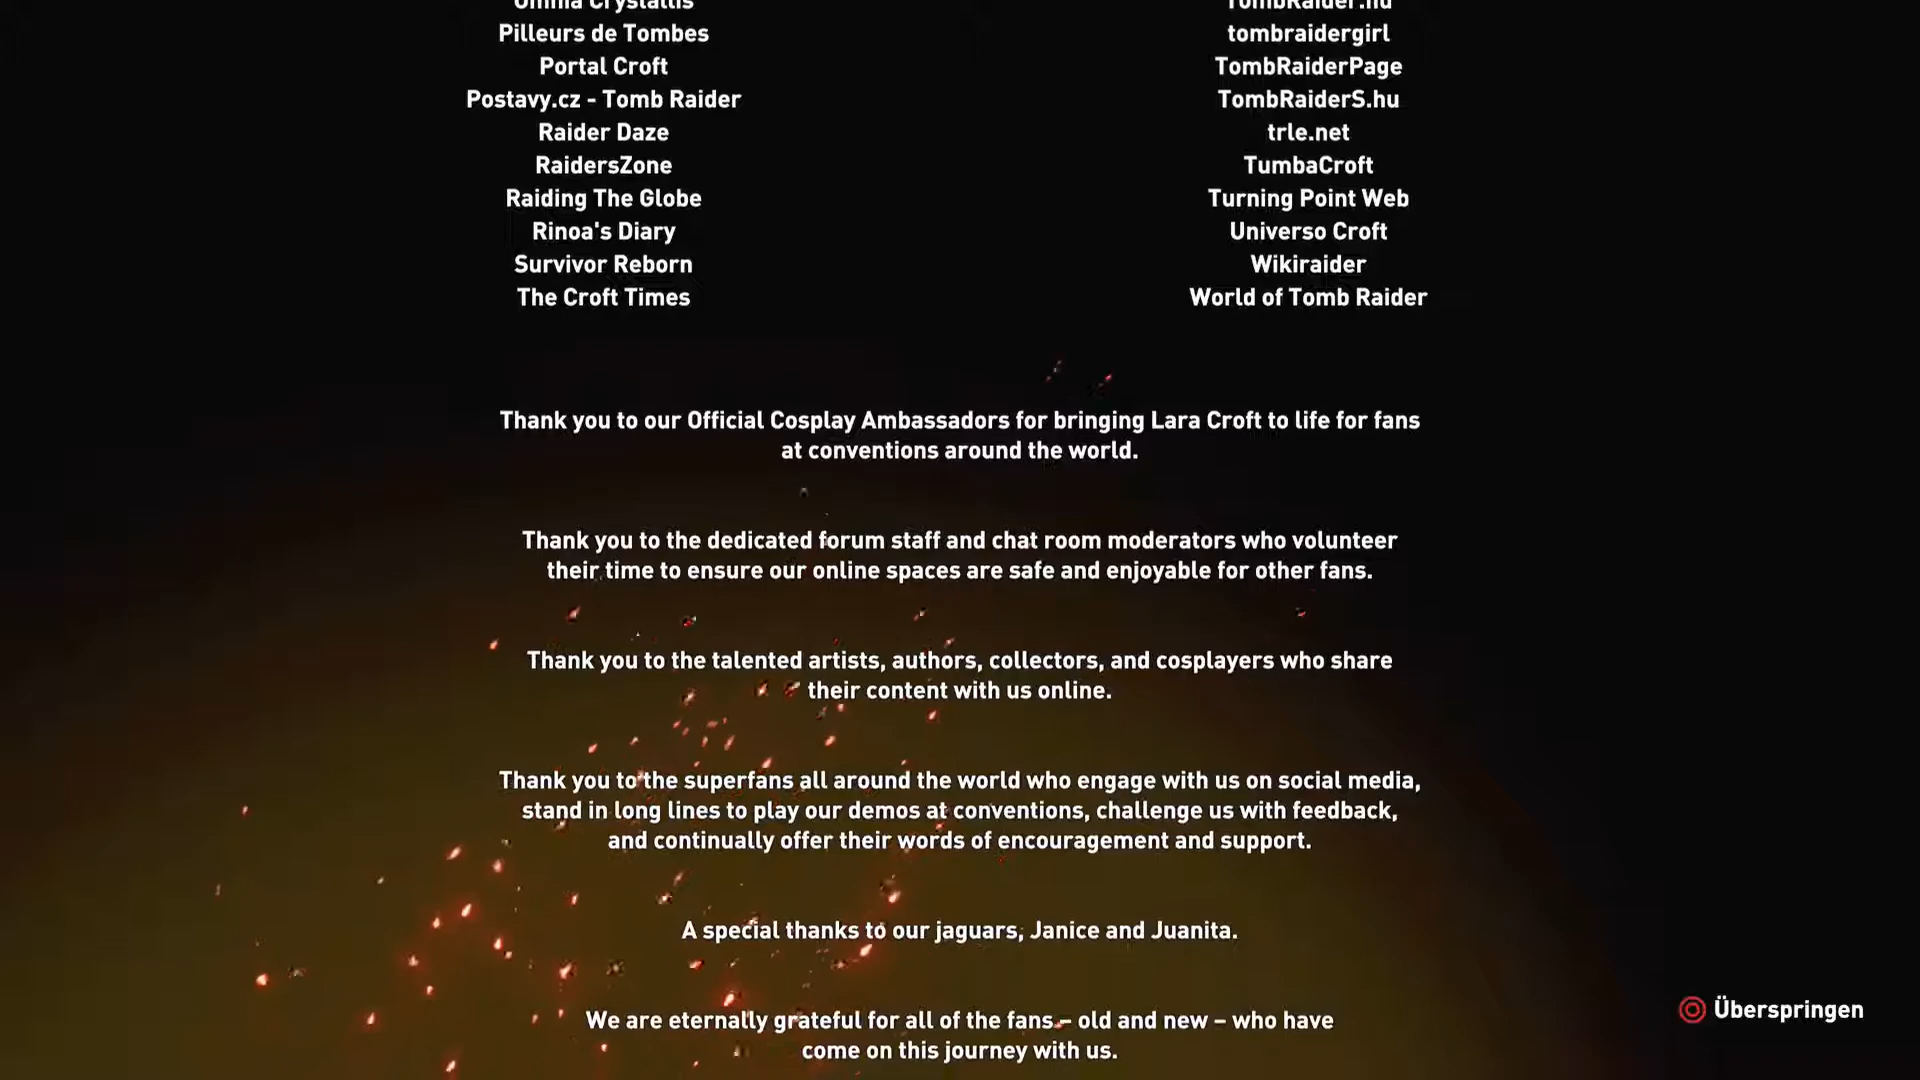 Omnia Crystallis
Pilleurs de Tombes
Portal Croft
Postavy.cz - Tomb Raider
Raider Daze
RaidersZone
Raiding The Globe
Rinoa's Diary
Survivor Reborn
The Croft Times
TombRaider.hu
tombraidergirl
TombRaiderPage
TombRaiderS.hu
trle.net
TumbaCroft
Turning Point Web
Universo Croft
Wikiraider
World of Tomb Raider
Thank you to our Official Cosplay Ambassadors for bringing Lara Croft to life for fans
at conventions around the world.
Thank you to the dedicated forum staff and chat room moderators who volunteer
their time to ensure our online spaces are safe and enjoyable for other fans.
Thank you to the talented artists, authors, collectors, and cosplayers who share
their content with us online.
Thank you to the superfans all around the world who engage with us on social media,
stand in long lines to play our demos at conventions, challenge us with feedback,
and continually offer their words of encouragement and support.
A special thanks to our jaguars, Janice and Juanita.
We are eternally grateful for all of the fans – old and new – who have
come on this journey with us.
Überspringen